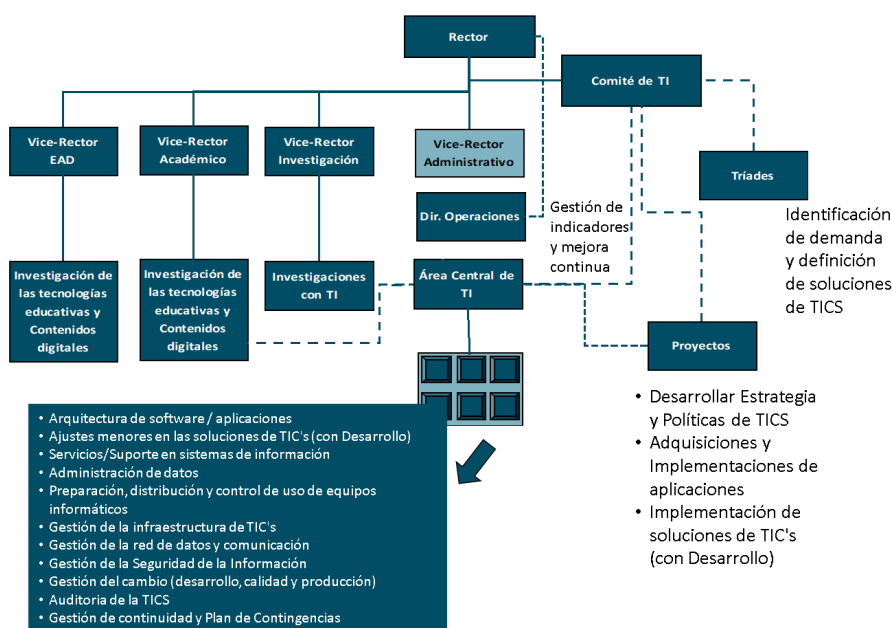 Rector
Comité de TI
Vice-Rector
EAD
Vice-Rector
Académico
Vice-Rector
Investigación
Vice-Rector
Administrativo
Tríades
Dir. Operaciones
Gestión de
indicadores
y mejora
continua
Identificación
de demanda
y definición
de soluciones
de TICS
Investigación de
las tecnologías
educativas y
Contenidos
digitales
Investigación de
las tecnologías
educativas y
Contenidos
digitales
Investigaciones
con TI
Área Central de
TI
Proyectos
• Desarrollar Estrategia
y Políticas de TICS
• Adquisiciones y
Implementaciones de
aplicaciones
• Implementación de
soluciones de TIC's
(con Desarrollo)
• Arquitectura de software / aplicaciones
• Ajustes menores en las soluciones de TIC's (con Desarrollo)
• Servicios/Suporte en sistemas de información
• Administración de datos
• Preparación, distribución y control de uso de equipos
informáticos
• Gestión de la infraestructura de TIC's
• Gestión de la red de datos y comunicación
• Gestión de la Seguridad de la Información
• Gestión del cambio (desarrollo, calidad y producción)
• Auditoria de la TICS
• Gestión de continuidad y Plan de Contingencias